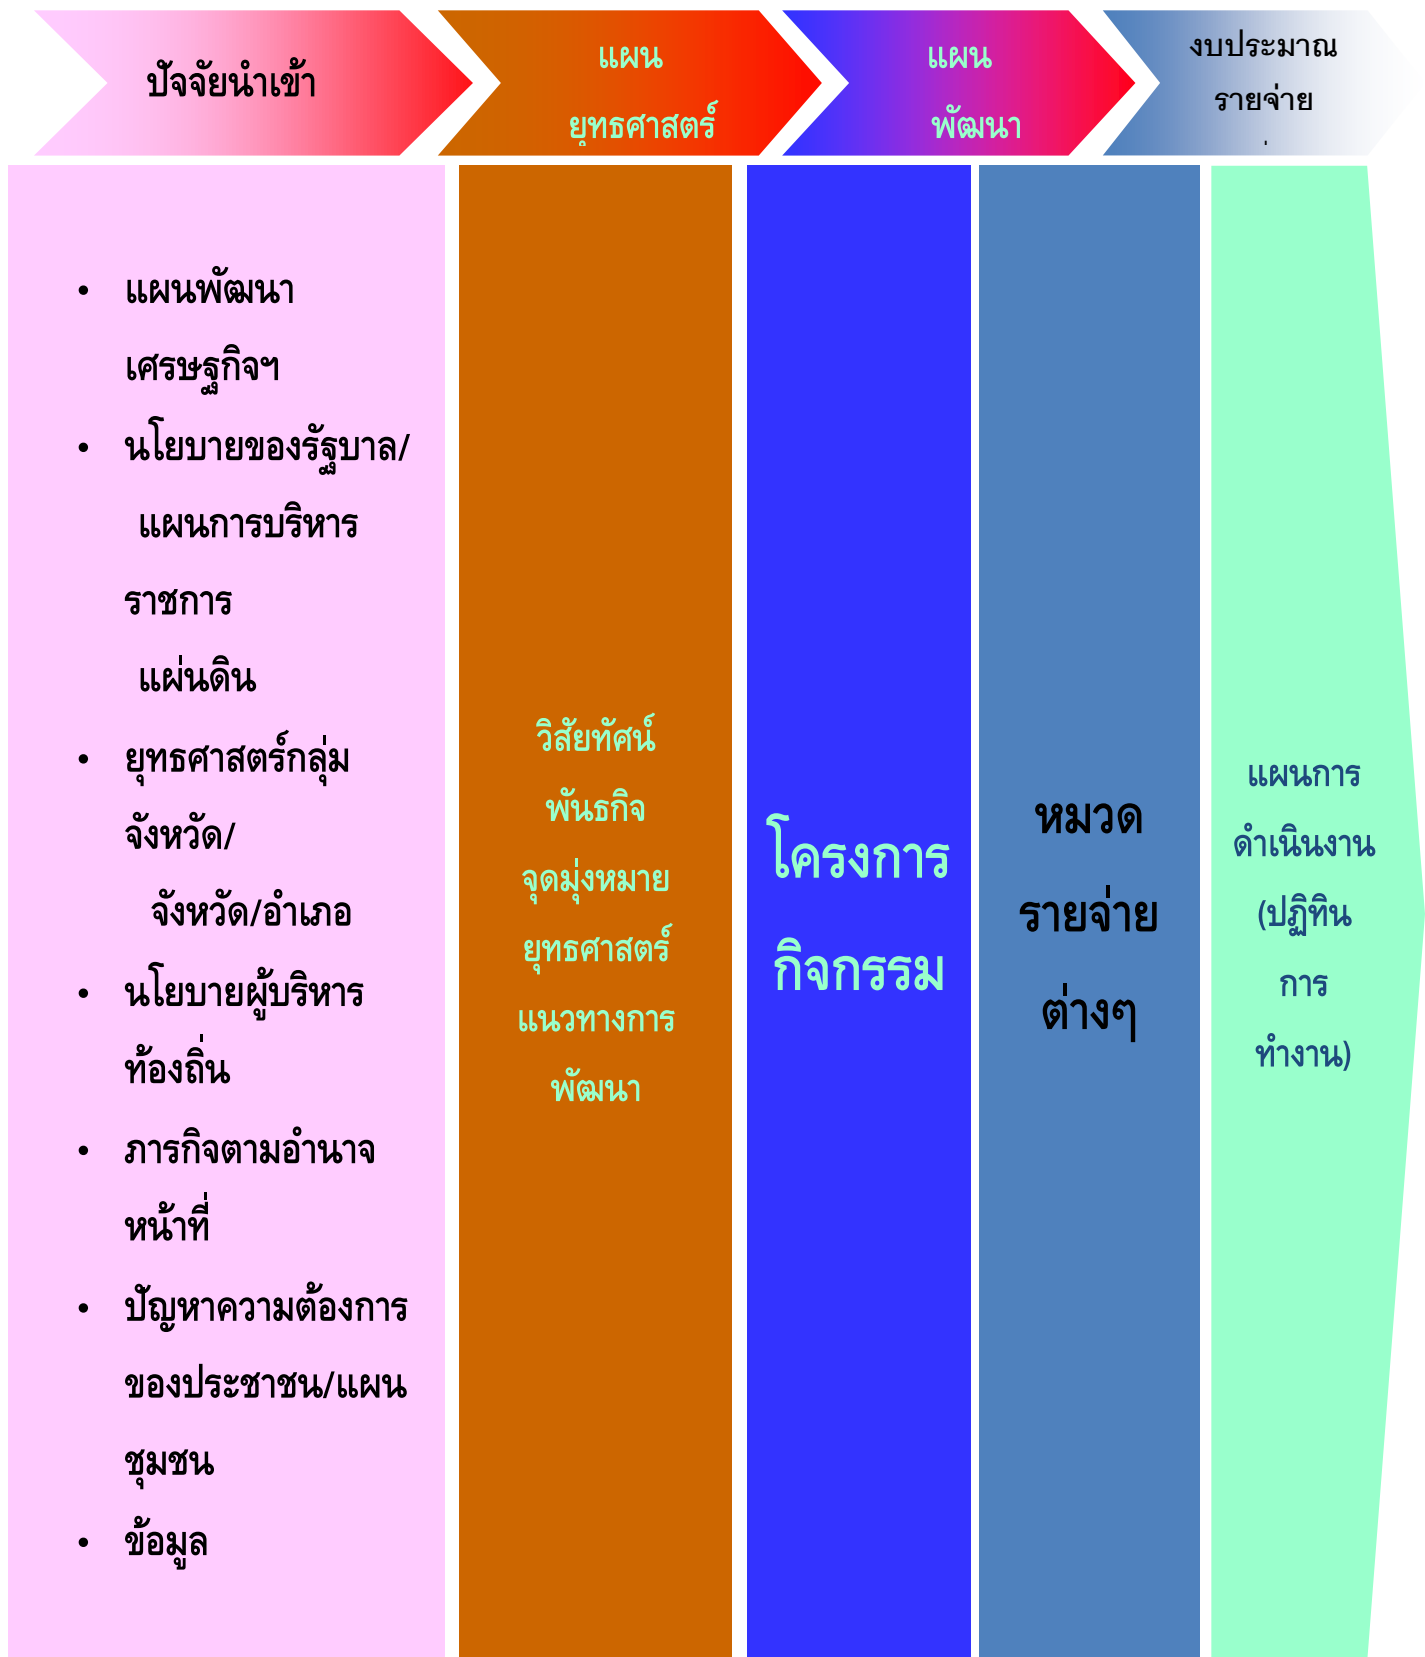 ปัจจัยนำเข้า
แผน
ยุทธศาสตร์
แผน
พัฒนา
งบประมาณ
รายจ่าย
• แผนพัฒนา
เศรษฐกิจฯ
• นโยบายของรัฐบาล/
แผนการบริหาร
ราชการ
แผ่นดิน
• ยุทธศาสตร์กลุ่ม
จังหวัด/
จังหวัด/อำเภอ
• นโยบายผู้บริหาร
ท้องถิ่น
• ภารกิจตามอำนาจ
หน้าที่
• ปัญหาความต้องการ
ของประชาชน/แผน
ชุมชน
• ข้อมูล
วิสัยทัศน์
พันธกิจ
จุดมุ่งหมาย
ยุทธศาสตร์
แนวทางการ
พัฒนา
โครงการ
กิจกรรม
หมวด
รายจ่าย
ต่างๆ
แผนการ
ดำเนินงาน
(ปฏิทิน
การ
ทำงาน)